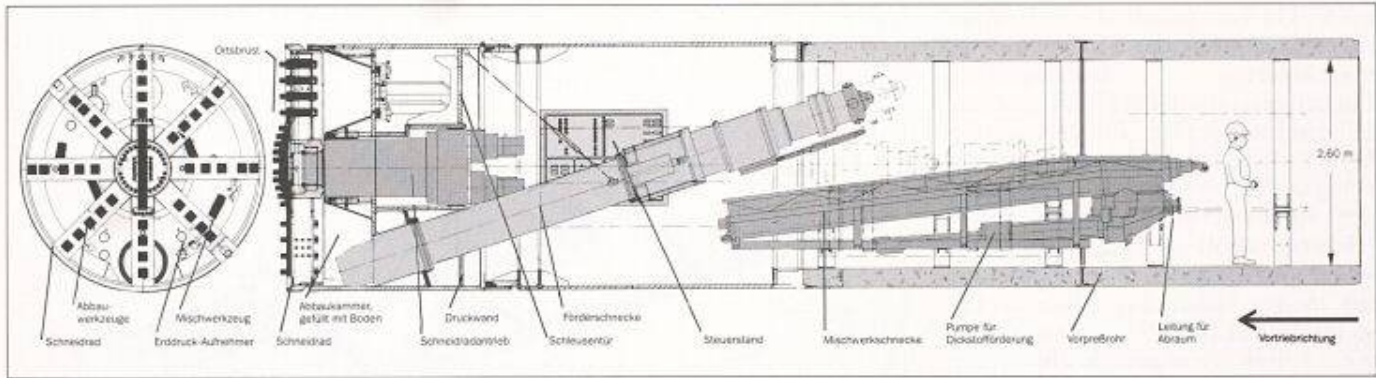 Ortsbrust
2.60 m
Abbau-
werkzeuge
Mischwerkzeug
Schneidrad
Erddruck-Aufnehmer
Abbaukammer,
gefüllt mit Boden
Schneidrad
Druckwand
Schneidradantrieb
Förderschnecke
Schleusentür
Steuerstand
Mischwerkschnecke
Pumpe für
Dickstofförderung
Vorpreßrohr
Leitung für
Abraum
Vortriebrichtung